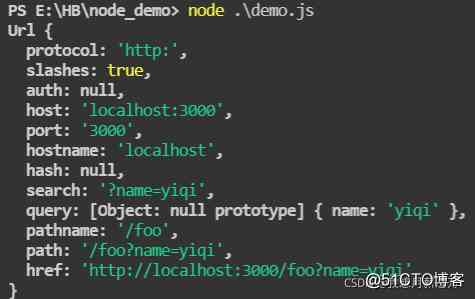 PS E:\HB\node_demo> node .\demo.js
Url {
  protocol: 'http:',
  slashes: true,
  auth: null,
  host: 'localhost:3000',
  port: '3000',
  hostname: 'localhost',
  hash: null,
  search: '?name=yiqi',
  query: [Object: null prototype] { name: 'yiqi' },
  pathname: '/foo',
  path: '/foo?name=yiqi',
  href: 'http://localhost:3000/foo?name=yiqi'
}
@51CTO博客